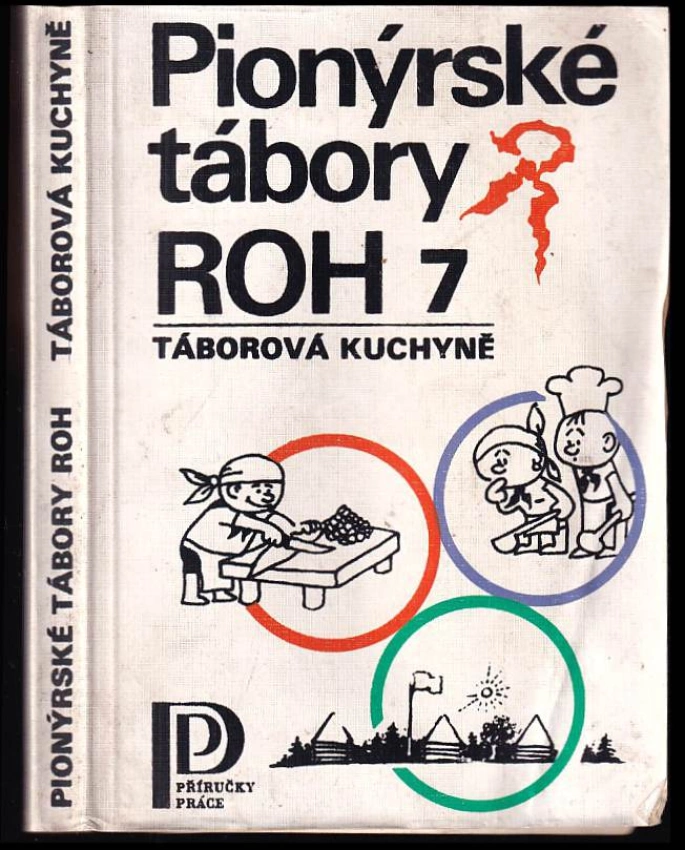 Pionýrské
tábory
ROH 7
TÁBOROVÁ KUCHYNĚ
PŘÍRUČKY
PRÁCE
PIONÝRSKÉ TÁBORY ROH TÁBOROVÁ KUCHYNĚ